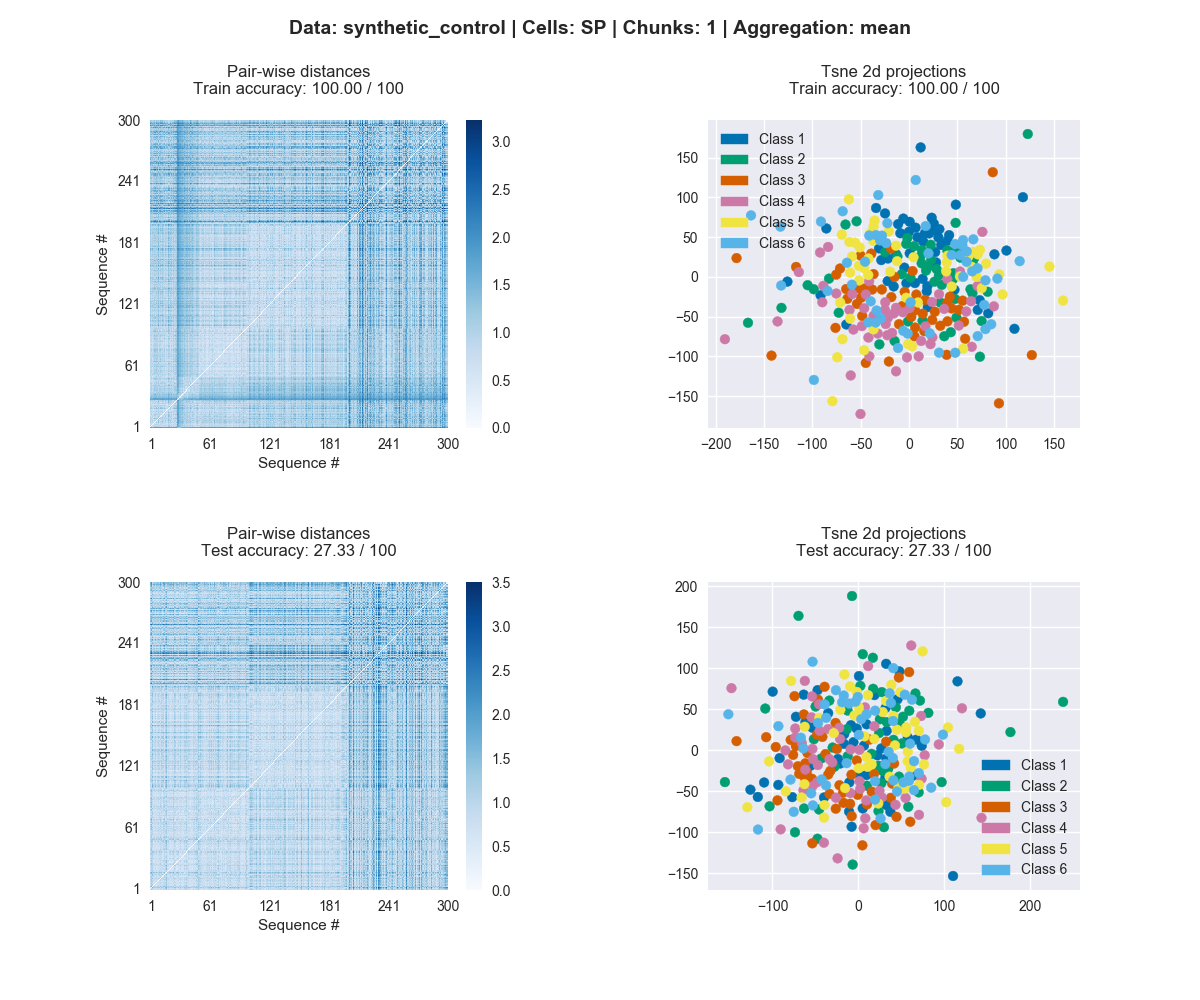 Data: synthetic_control | Cells: SP | Chunks: 1 | Aggregation: mean
Pair-wise distances
Train accuracy: 100.00 / 100
300
241
181
121
61
1
Sequence #
1 61 121 181 241 300
Sequence #
3.0
2.5
2.0
1.5
1.0
0.5
0.0
Tsne 2d projections
Train accuracy: 100.00 / 100
150
100
50
0
−50
−100
−150
−200 −150 −100 −50 0 50 100 150
Class 1
Class 2
Class 3
Class 4
Class 5
Class 6
Pair-wise distances
Test accuracy: 27.33 / 100
300
241
181
121
61
1
Sequence #
1 61 121 181 241 300
Sequence #
3.5
3.0
2.5
2.0
1.5
1.0
0.5
0.0
Tsne 2d projections
Test accuracy: 27.33 / 100
200
150
100
50
0
−50
−100
−150
−100 0 100 200
Class 1
Class 2
Class 3
Class 4
Class 5
Class 6